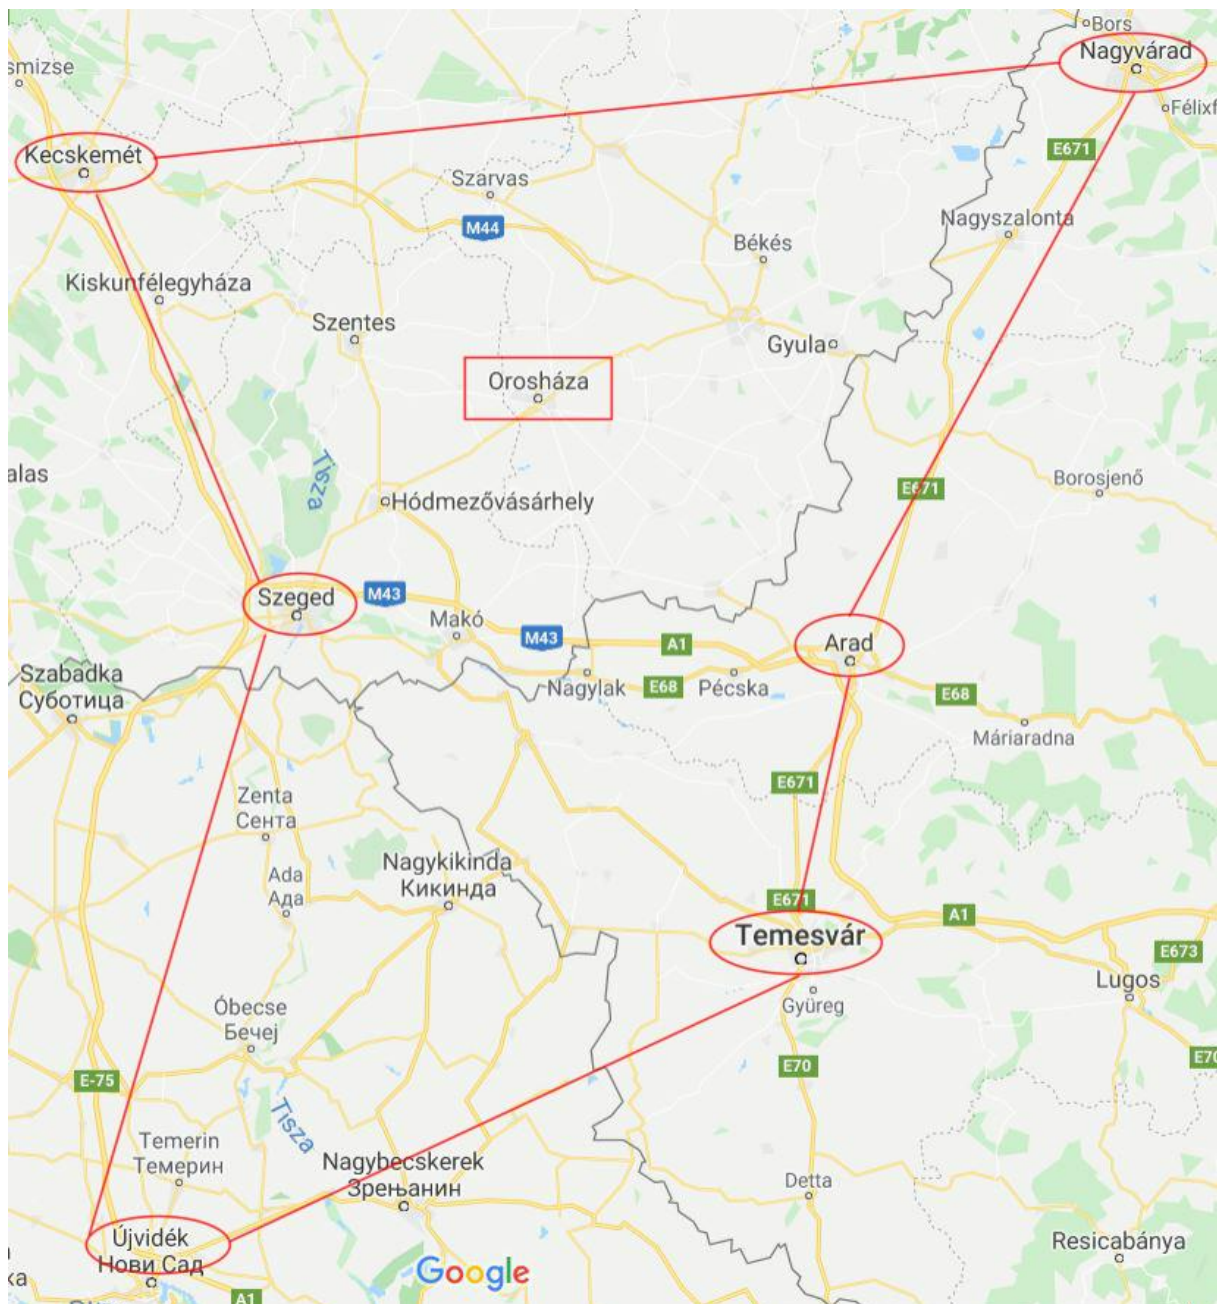 Bors
Nagyvárad
smizse
Félixf
E671
Kecskemét
Szarvas
Nagyszalonta
M44
Békés
Kiskunfélegyháza
Szentes
Gyula
Orosháza
Tisza
alas
Borosjenő
E671
Hódmezővásárhely
M43
Szeged
Makó
M43
A1
Arad
Szabadka
Суботица
Nagylak
E68
Pécska
E68
Máriaradna
E671
Zenta
Сента
Nagykikinda
Кикинда
Ada
Ада
E671
A1
Temesvár
E673
Lugos
Gyüreg
Óbecse
Бечеј
E70
E70
E-75
Tisza
Temerin
Темерин
Nagybecskerek
Зрењанин
Detta
Újvidék
Нови Сад
Resicabánya
ка
Google
A1